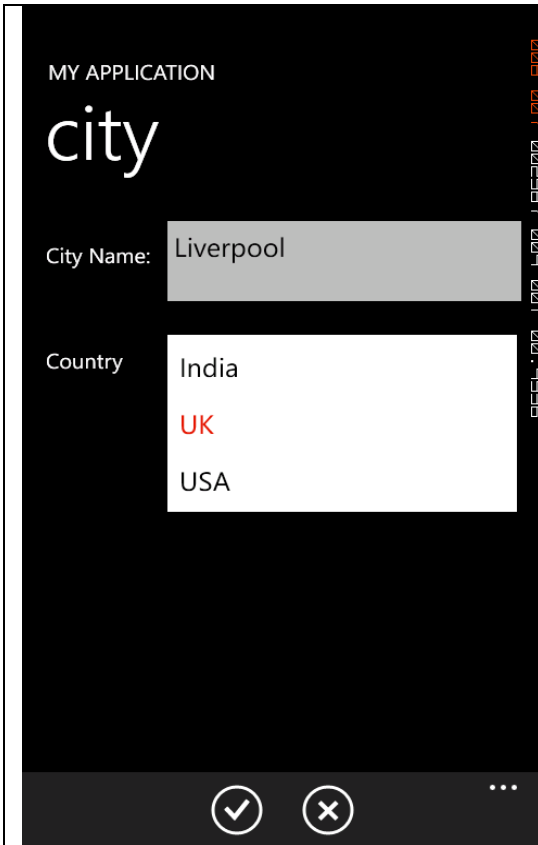 MY APPLICATION
city
City Name: Liverpool
Country
India
UK
USA